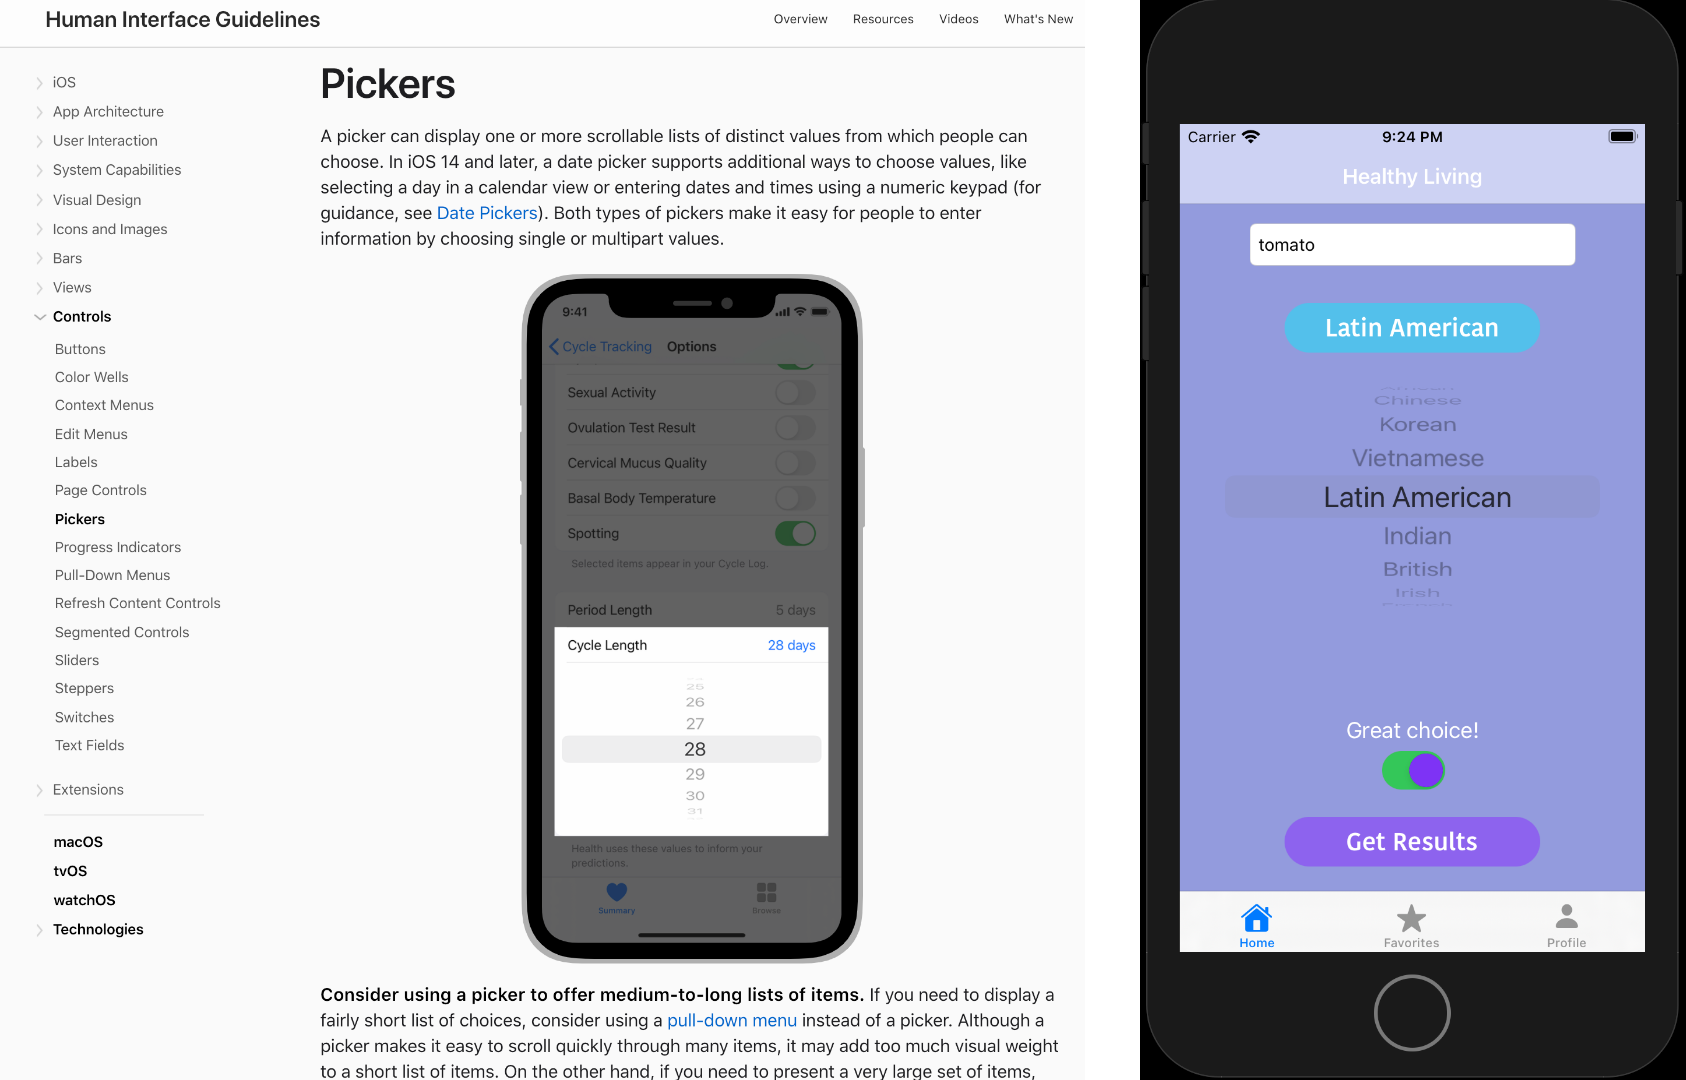 Human Interface Guidelines
Overview
Resources
Videos
What's New
iOS
App Architecture
User Interaction
System Capabilities
Visual Design
Icons and Images
Bars
Views
Controls
Buttons
Color Wells
Context Menus
Edit Menus
Labels
Page Controls
Pickers
Progress Indicators
Pull-Down Menus
Refresh Content Controls
Segmented Controls
Sliders
Steppers
Switches
Text Fields
Extensions
macOS
tvOS
watchOS
Technologies
Pickers
A picker can display one or more scrollable lists of distinct values from which people can
choose. In iOS 14 and later, a date picker supports additional ways to choose values, like
selecting a day in a calendar view or entering dates and times using a numeric keypad (for
guidance, see Date Pickers). Both types of pickers make it easy for people to enter
information by choosing single or multipart values.
9:41
Cycle Tracking Options
Sexual Activity
Ovulation Test Result
Cervical Mucus Quality
Basal Body Temperature
Spotting
Selected items appear in your Cycle Log.
Period Length 5 days
Cycle Length 28 days
25
26
27
28
29
30
31
Health uses these values to inform your
predictions.
Summary
Browse
Consider using a picker to offer medium-to-long lists of items. If you need to display a
fairly short list of choices, consider using a pull-down menu instead of a picker. Although a
picker makes it easy to scroll quickly through many items, it may add too much visual weight
to a short list of items. On the other hand, if you need to present a very large set of items,
Carrier 9:24 PM
Healthy Living
tomato
Latin American
Chinese
Korean
Vietnamese
Latin American
Indian
British
Irish
Great choice!
Get Results
Home
Favorites
Profile